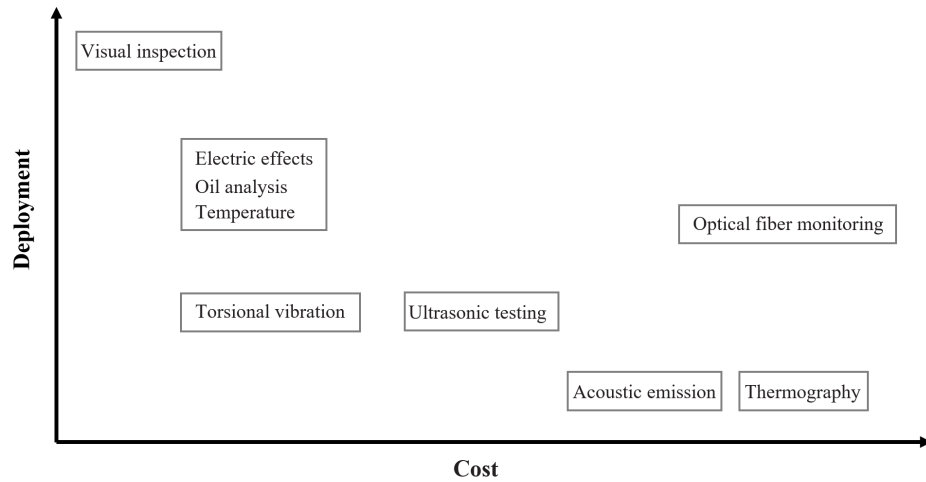 Visual inspection
Electric effects
Oil analysis
Temperature
Optical fiber monitoring
Torsional vibration
Ultrasonic testing
Acoustic emission
Thermography
Deployment
Cost